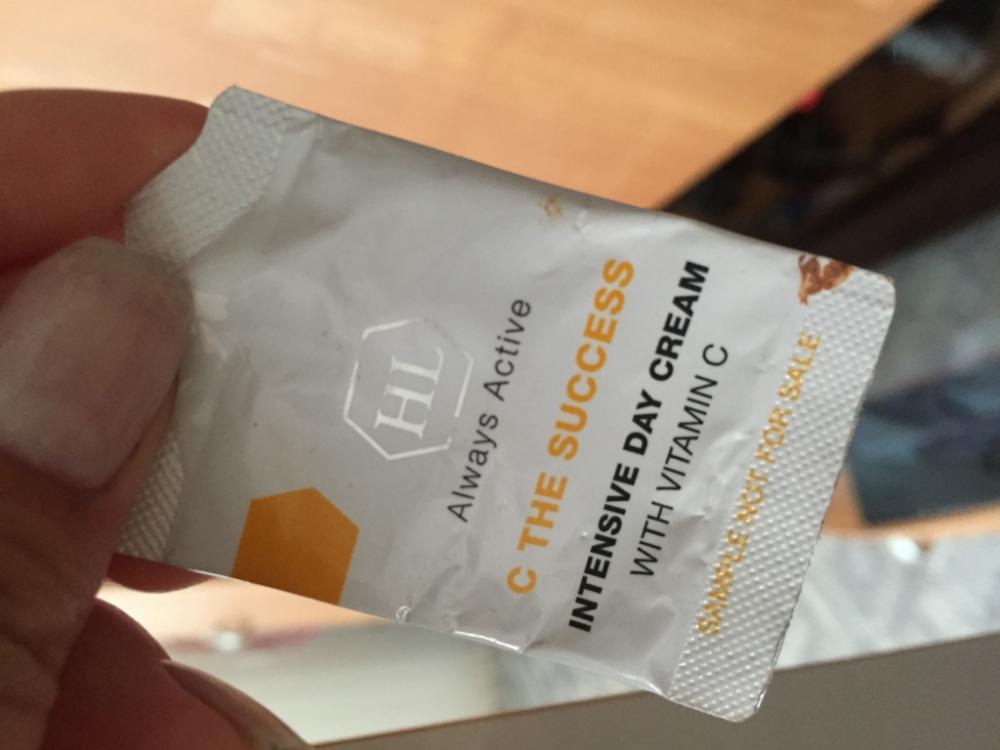 HL
Always Active
C THE SUCCESS
INTENSIVE DAY CREAM
WITH VITAMIN C
SAMPLE NOT FOR SALE